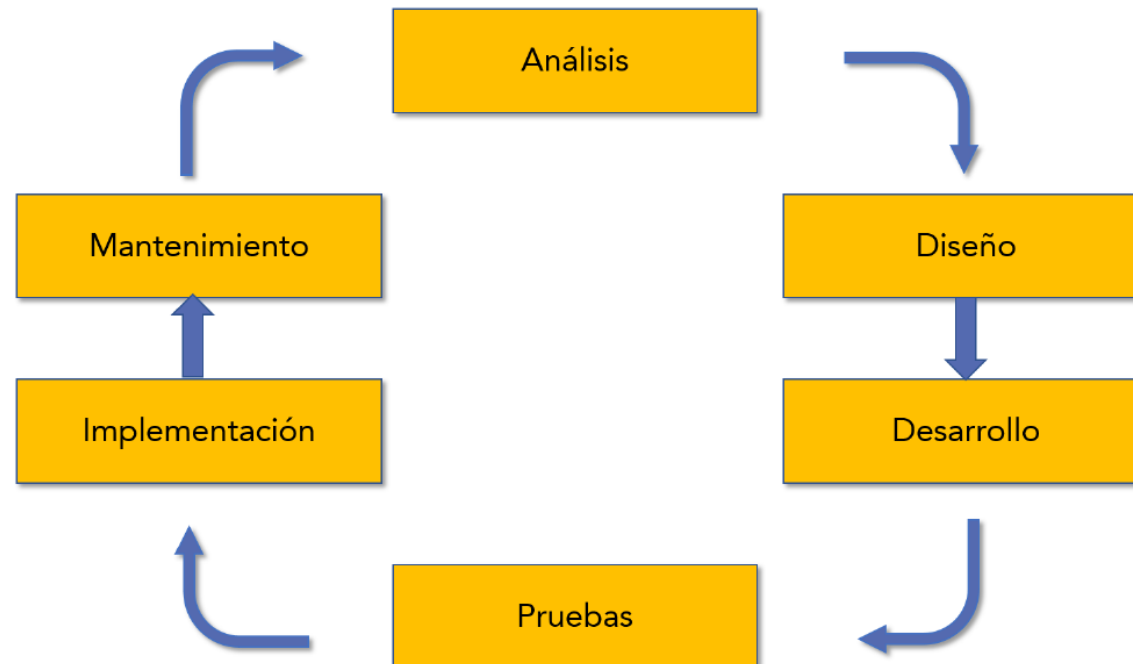 Análisis
Mantenimiento
Diseño
Implementación
Desarrollo
Pruebas